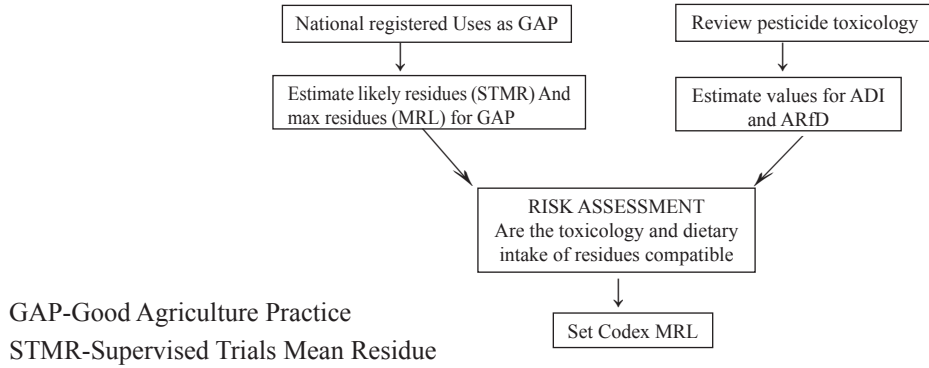 National registered Uses as GAP
Review pesticide toxicology
Estimate likely residues (STMR) And
max residues (MRL) for GAP
Estimate values for ADI
and ARfD
RISK ASSESSMENT
Are the toxicology and dietary
intake of residues compatible
Set Codex MRL
GAP-Good Agriculture Practice
STMR-Supervised Trials Mean Residue